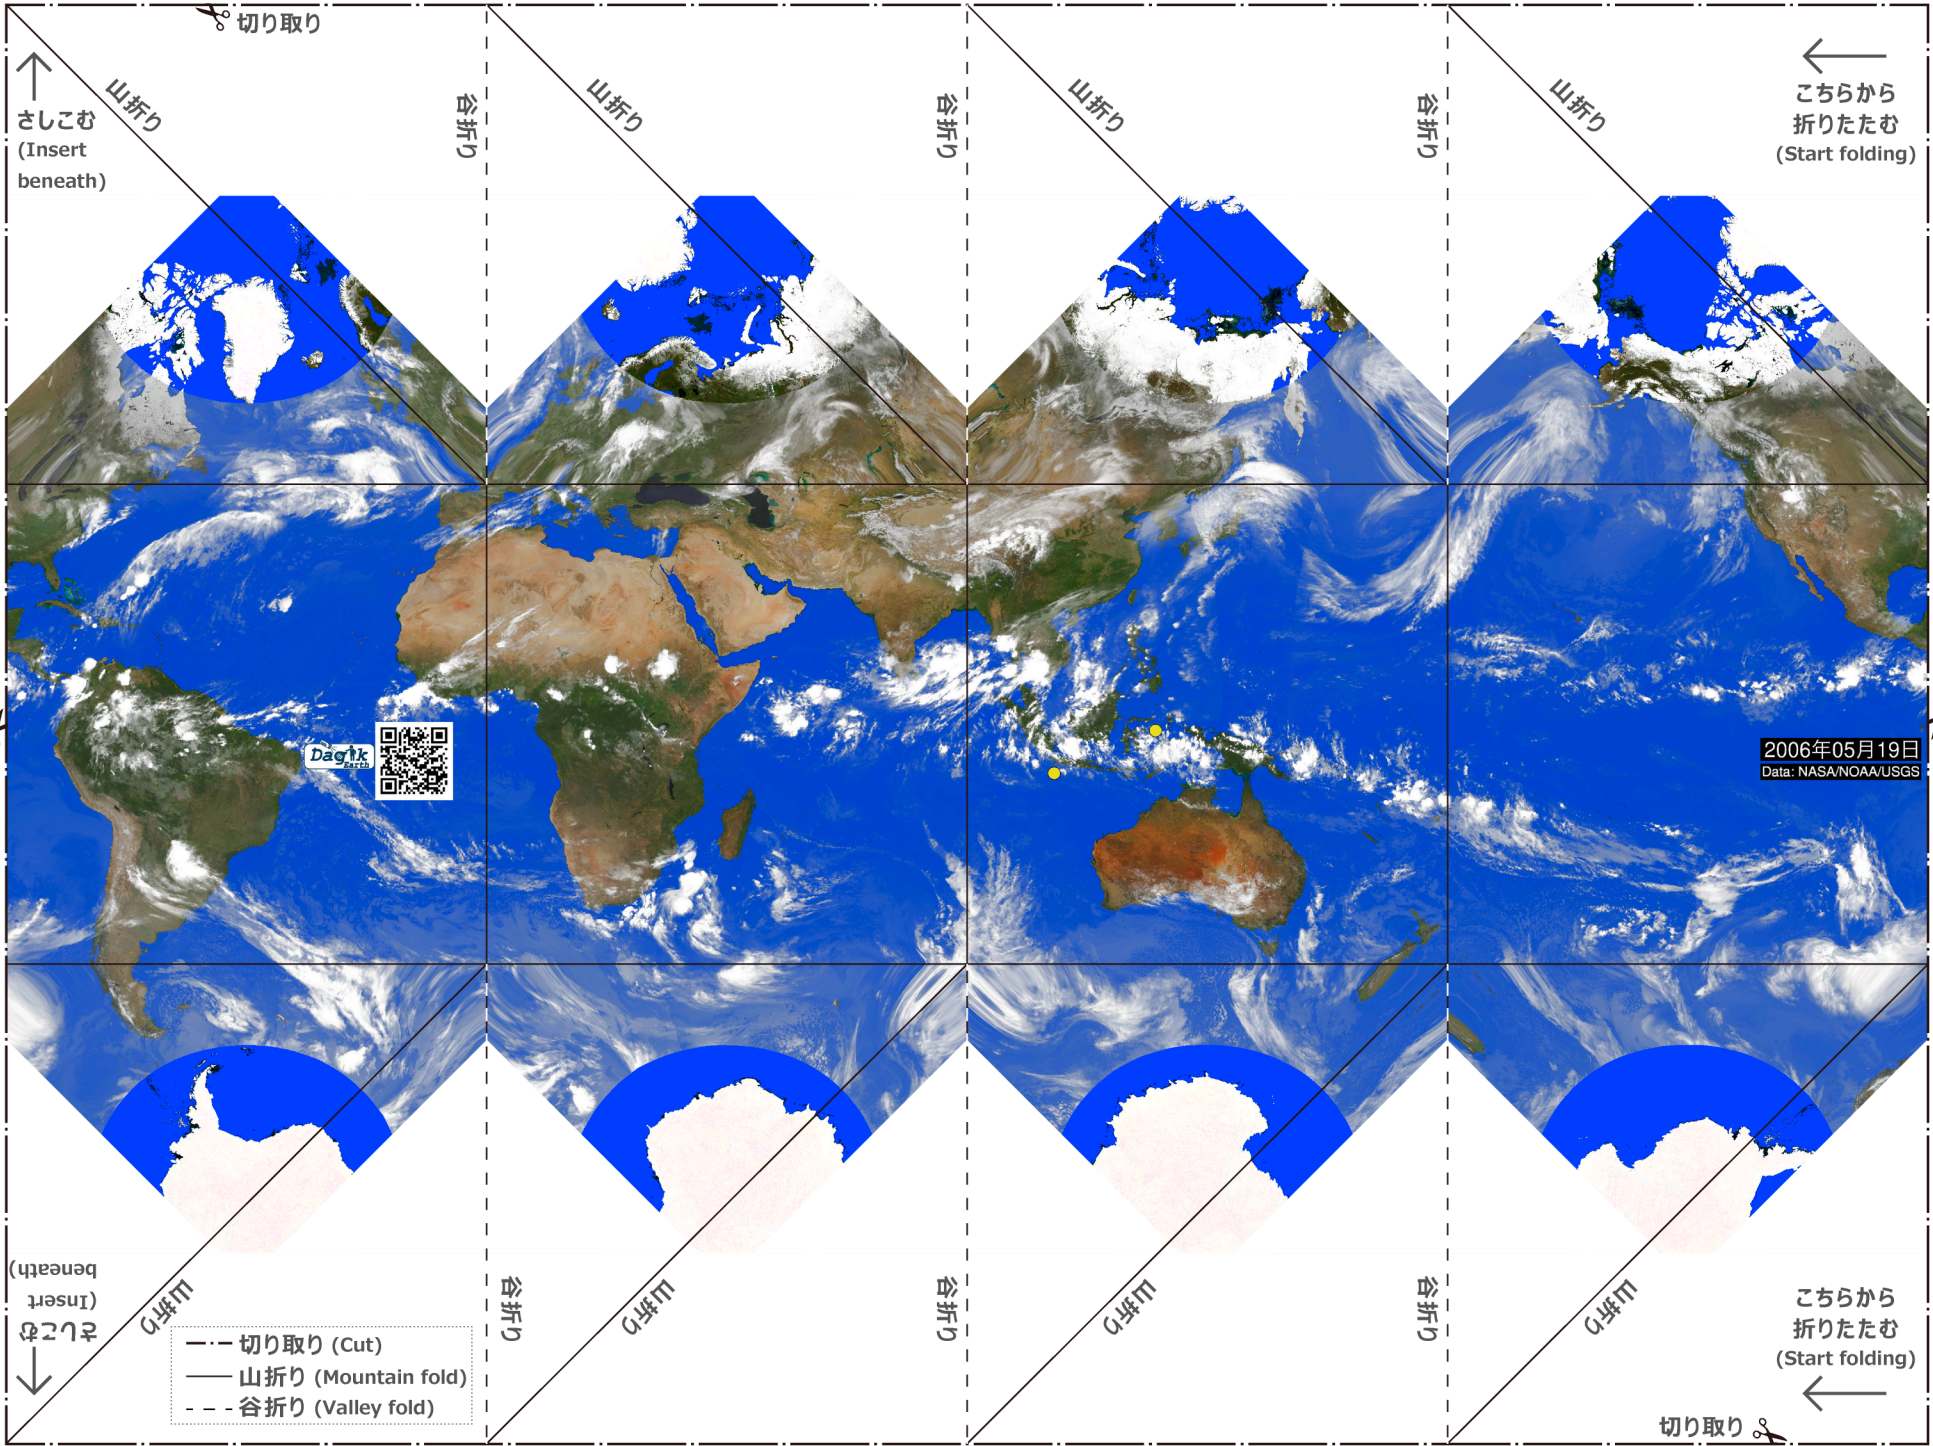 切り取り
さしこむ
(Insert
beneath)
山折り
谷折り
山折り
谷折り
山折り
谷折り
山折り
こちらから
折りたたむ
(Start folding)
Dagik
Earth
2006年05月19日
Data: NASA/NOAA/USGS
さしこむ
(Insert
beneath)
山折り
谷折り
山折り
谷折り
山折り
谷折り
山折り
こちらから
折りたたむ
(Start folding)
切り取り (Cut)
山折り (Mountain fold)
谷折り (Valley fold)
切り取り